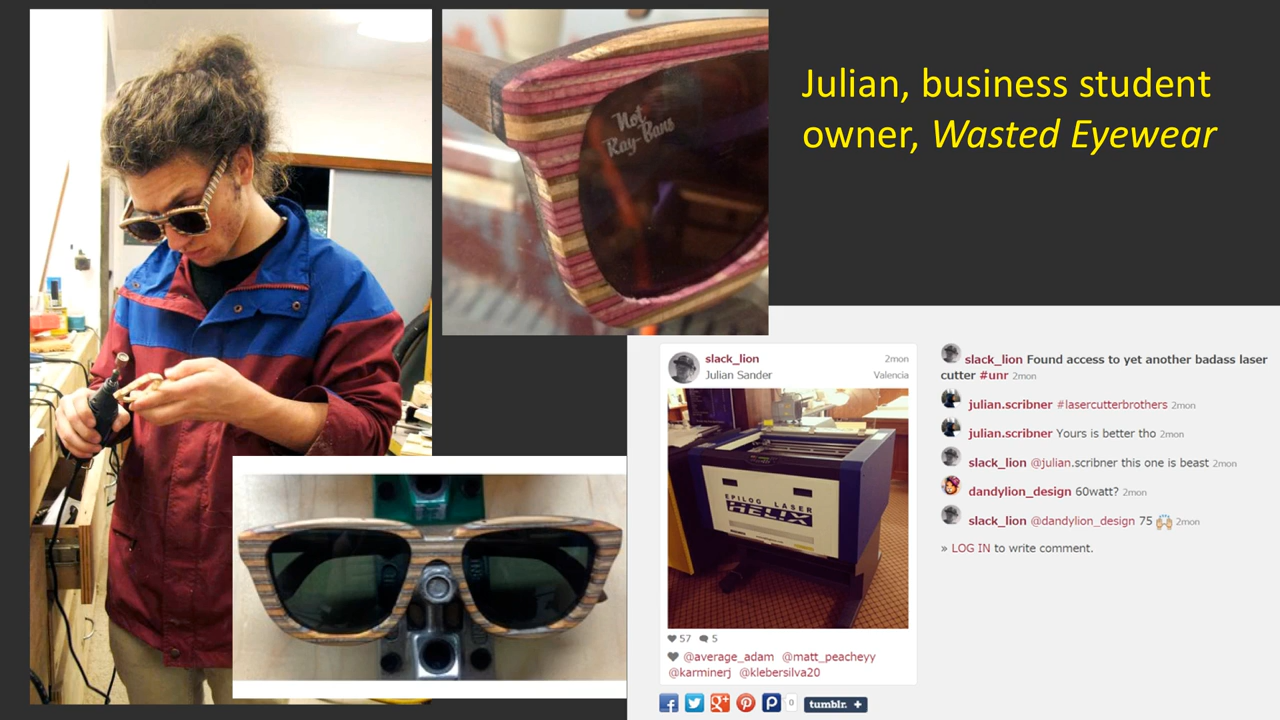 Julian, business student
owner, Wasted Eyewear
Not
Ray-Bans
slack_lion
2mon
Julian Sander
Valencia
EPILOG LASER
HELIX
57 5
@average_adam @matt_peacheyy
@karminerj @klebersilva20
slack_lion Found access to yet another badass laser
cutter #unr 2mon
julian.scribner #lasercutterbrothers 2mon
julian.scribner Yours is better tho 2mon
slack_lion @julian.scribner this one is beast 2mon
dandylion_design 60watt? 2mon
slack_lion @dandylion_design 75 🙌 2mon
» LOG IN to write comment.
0
tumblr. +